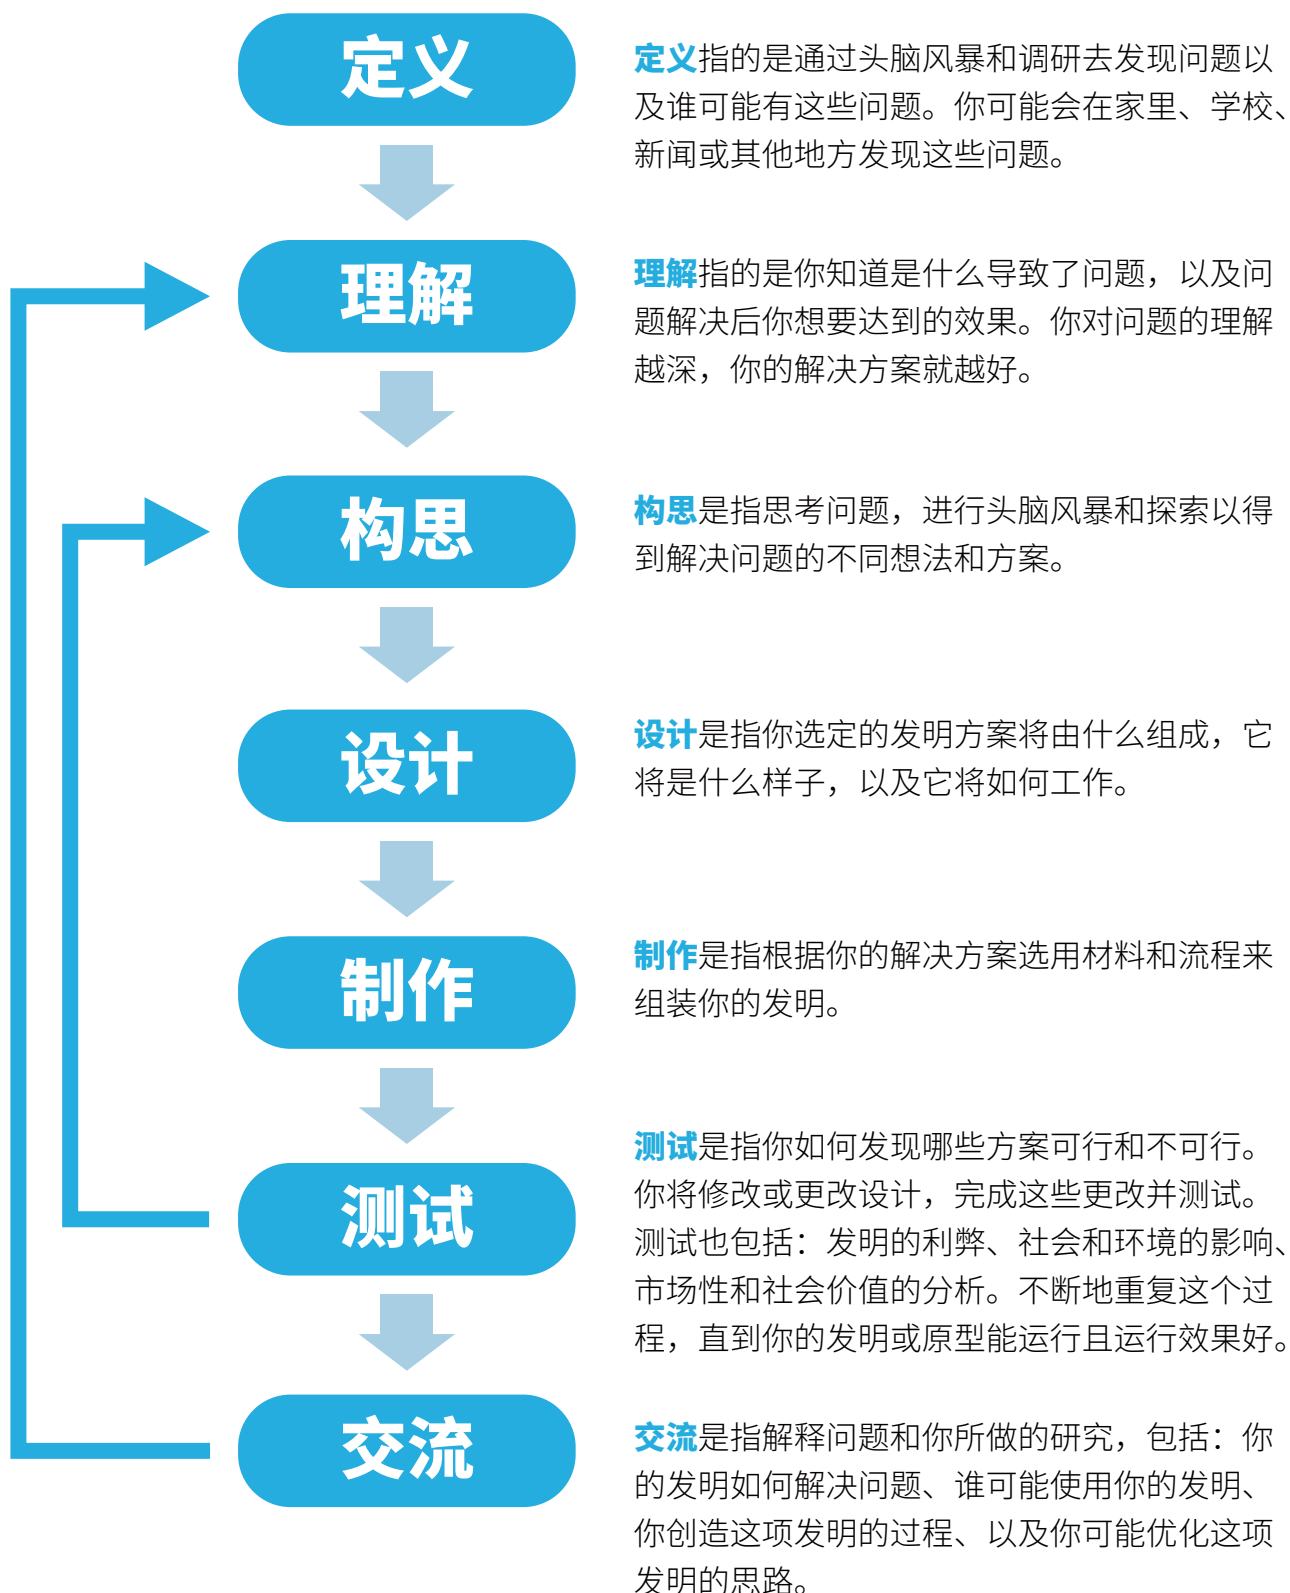 定义
定义指的是通过头脑风暴和调研去发现问题以
及谁可能有这些问题。你可能会在家里、学校、
新闻或其他地方发现这些问题。
理解
理解指的是你知道是什么导致了问题，以及问
题解决后你想要达到的效果。你对问题的理解
越深，你的解决方案就越好。
构思
构思是指思考问题，进行头脑风暴和探索以得
到解决问题的不同想法和方案。
设计
设计是指你选定的发明方案将由什么组成，它
将是什么样子，以及它将如何工作。
制作
制作是指根据你的解决方案选用材料和流程来
组装你的发明。
测试
测试是指你如何发现哪些方案可行和不可行。
你将修改或更改设计，完成这些更改并测试。
测试也包括：发明的利弊、社会和环境的影响、
市场性和社会价值的分析。不断地重复这个过
程，直到你的发明或原型能运行且运行效果好。
交流
交流是指解释问题和你所做的研究，包括：你
的发明如何解决问题、谁可能使用你的发明、
你创造这项发明的过程、以及你可能优化这项
发明的思路。